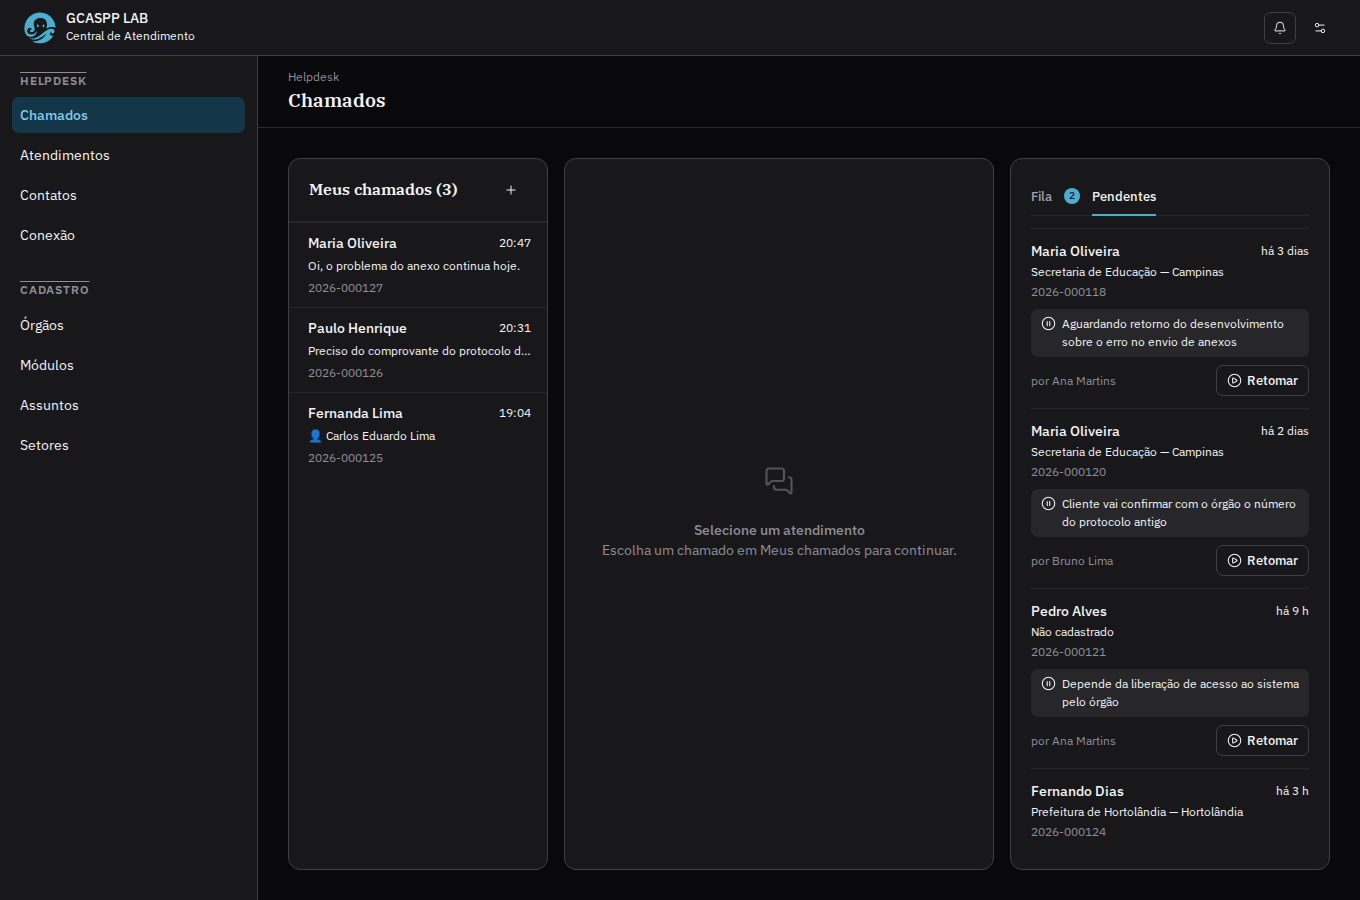 GCASPP LAB
Central de Atendimento
HELPDESK
Chamados
Atendimentos
Contatos
Conexão
CADASTRO
Órgãos
Módulos
Assuntos
Setores
Helpdesk
Chamados
Meus chamados (3)
Maria Oliveira 20:47
Oi, o problema do anexo continua hoje.
2026-000127
Paulo Henrique 20:31
Preciso do comprovante do protocolo d...
2026-000126
Fernanda Lima 19:04
👤 Carlos Eduardo Lima
2026-000125
Selecione um atendimento
Escolha um chamado em Meus chamados para continuar.
Fila 2 Pendentes
Maria Oliveira há 3 dias
Secretaria de Educação — Campinas
2026-000118
Aguardando retorno do desenvolvimento
sobre o erro no envio de anexos
por Ana Martins Retomar
Maria Oliveira há 2 dias
Secretaria de Educação — Campinas
2026-000120
Cliente vai confirmar com o órgão o número
do protocolo antigo
por Bruno Lima Retomar
Pedro Alves há 9 h
Não cadastrado
2026-000121
Depende da liberação de acesso ao sistema
pelo órgão
por Ana Martins Retomar
Fernando Dias há 3 h
Prefeitura de Hortolândia — Hortolândia
2026-000124